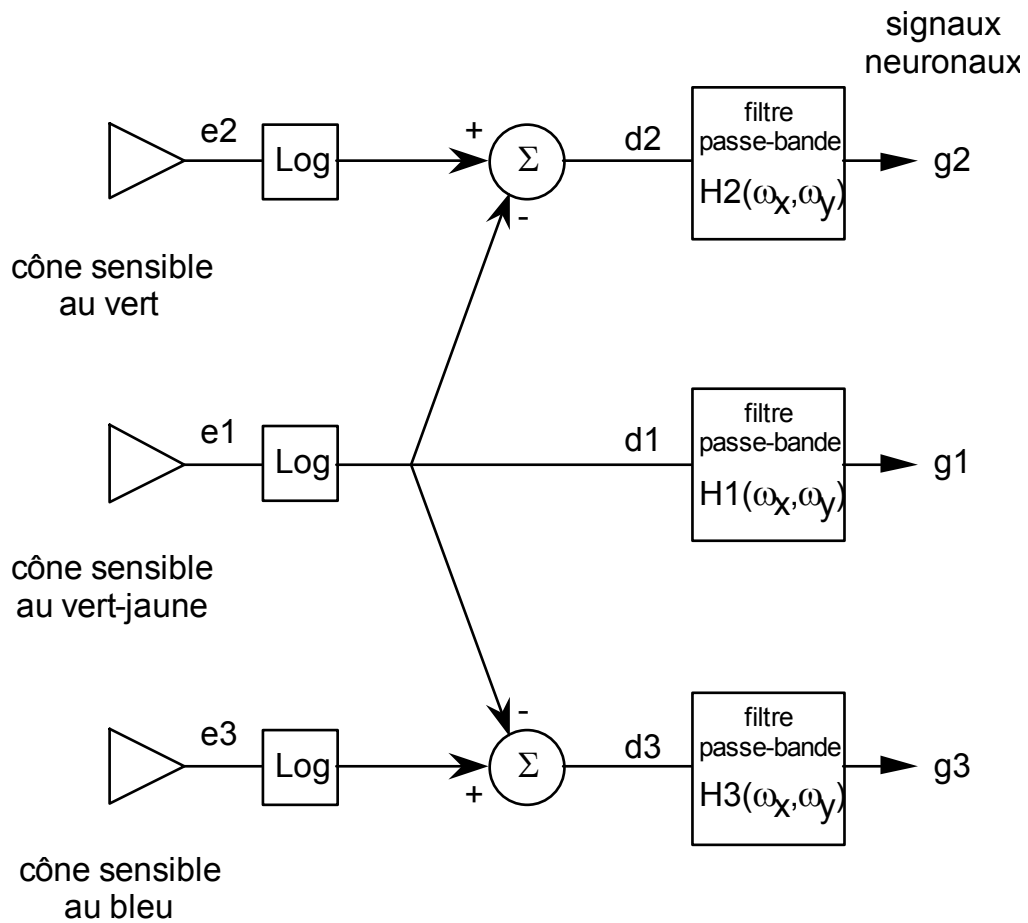 signaux
neuronaux
e2
Log
+
Σ
-
d2
filtre
passe-bande
H2(ωx,ωy)
g2
cône sensible
au vert
e1
Log
d1
filtre
passe-bande
H1(ωx,ωy)
g1
cône sensible
au vert-jaune
e3
Log
-
+
Σ
d3
filtre
passe-bande
H3(ωx,ωy)
g3
cône sensible
au bleu